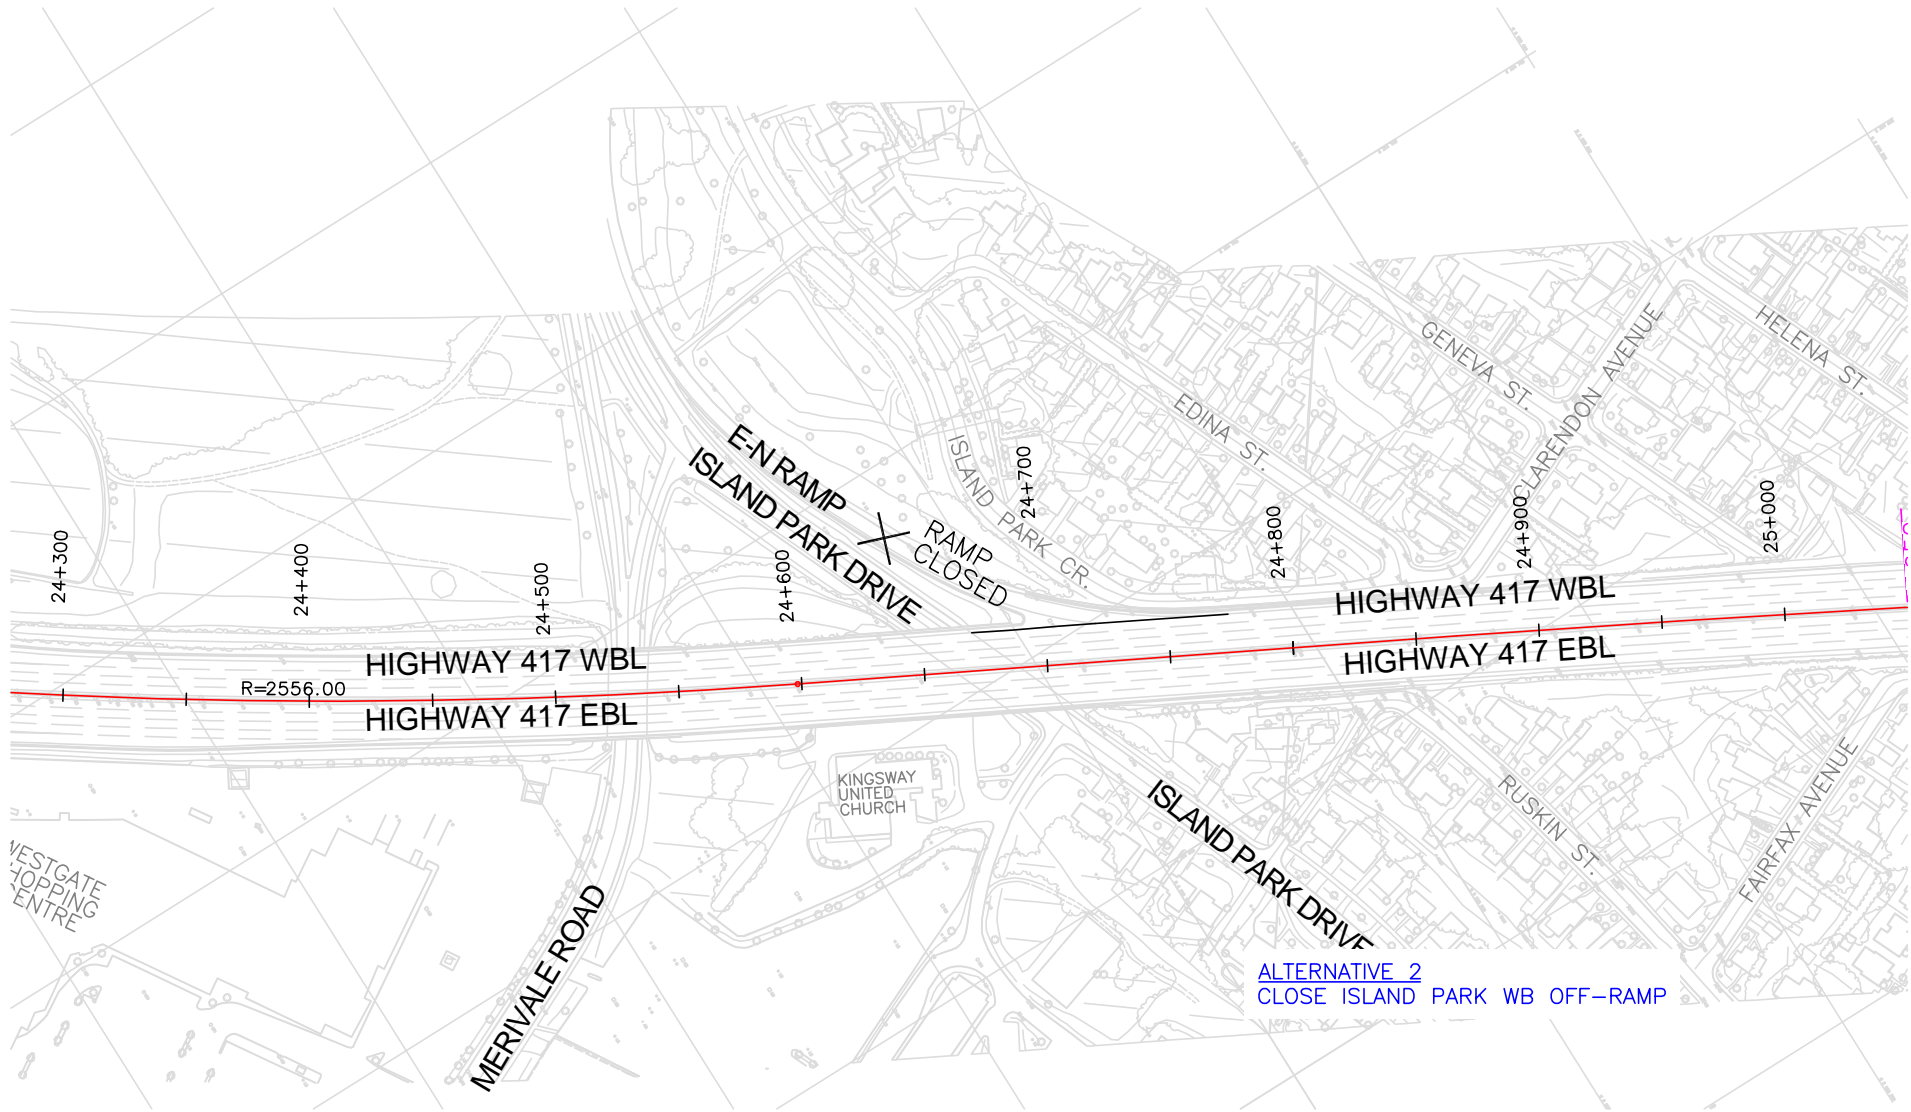 HELENA ST.
GENEVA ST.
CLARENDON AVENUE
EDINA ST.
ISLAND PARK CR.
E-N RAMP
ISLAND PARK DRIVE
RAMP
CLOSED
24+300
24+400
24+500
24+600
24+700
24+800
24+900
25+000
HIGHWAY 417 WBL
HIGHWAY 417 WBL
R=2556.00
HIGHWAY 417 EBL
HIGHWAY 417 EBL
KINGSWAY
UNITED
CHURCH
ISLAND PARK DRIVE
RUSKIN ST.
FAIRFAX AVENUE
MERIVALE ROAD
ALTERNATIVE 2
CLOSE ISLAND PARK WB OFF-RAMP